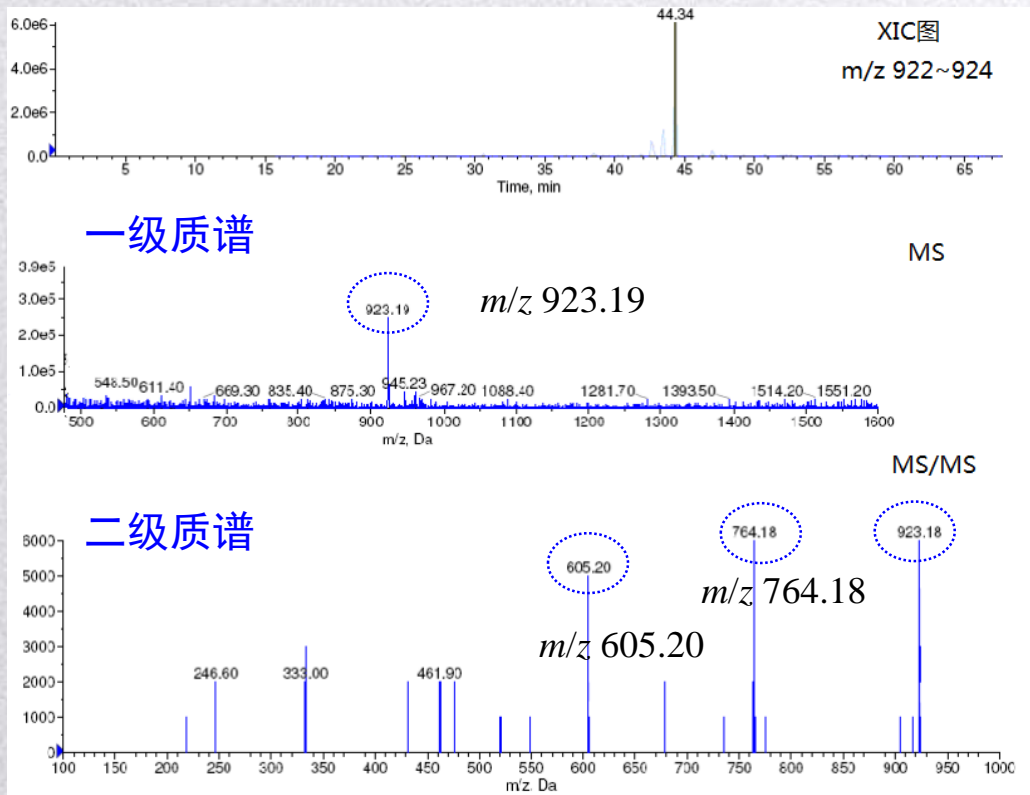 6.0e6
4.0e6
2.0e6
0.0
44.34
XIC图
m/z 922~924
5 10 15 20 25 30 35 40 45 50 55 60 65
Time, min
一级质谱
MS
3.9e5
3.0e5
2.0e5
1.0e5
0.0
923.19
m/z 923.19
548.50 611.40 669.30 835.40 875.30 945.23 967.20 1088.40 1281.70 1393.50 1514.20 1551.20
500 600 700 800 900 1000 1100 1200 1300 1400 1500 1600
m/z, Da
MS/MS
二级质谱
6000
5000
4000
3000
2000
1000
0
605.20
764.18
923.18
m/z 764.18
m/z 605.20
246.60 333.00 461.90
100 150 200 250 300 350 400 450 500 550 600 650 700 750 800 850 900 950 1000
m/z, Da